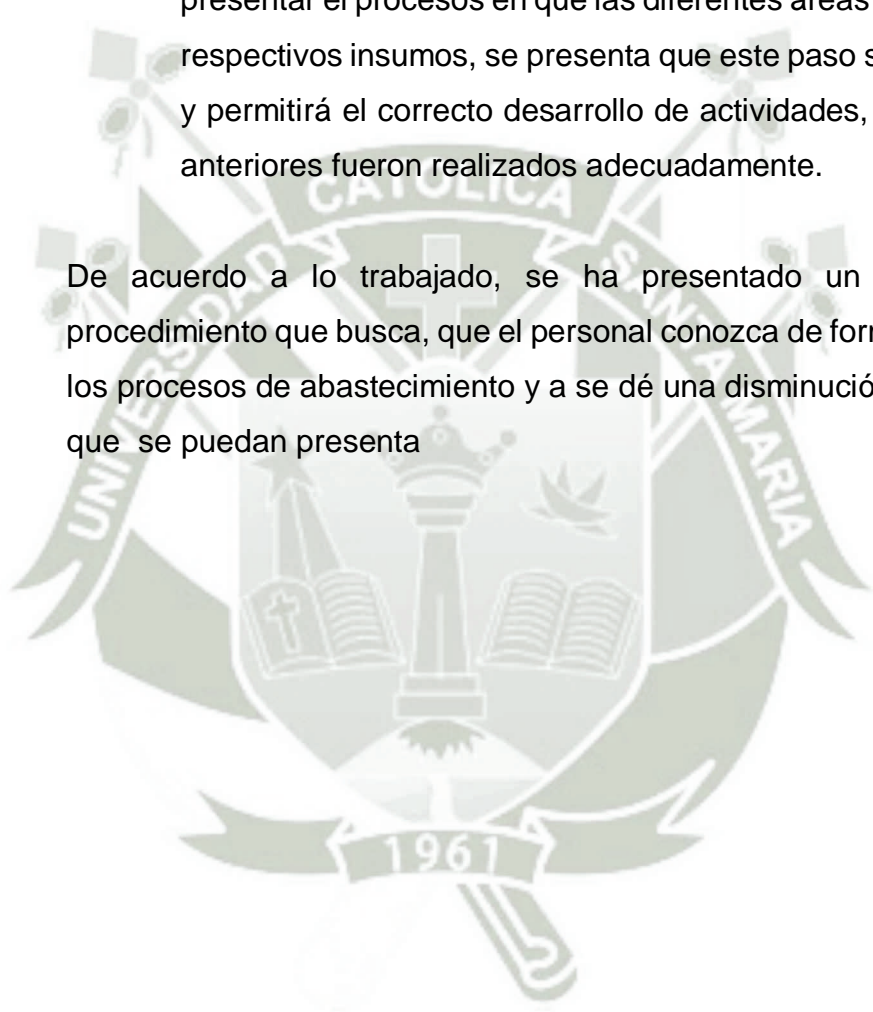 presentar el procesos en que las diferentes áreas
respectivos insumos, se presenta que este paso s
y permitirá el correcto desarrollo de actividades,
anteriores fueron realizados adecuadamente.
De acuerdo a lo trabajado, se ha presentado un
procedimiento que busca, que el personal conozca de for
los procesos de abastecimiento y a se dé una disminució
que se puedan presenta
UNIVERSIDAD CATOLICA SANTA MARIA
1961